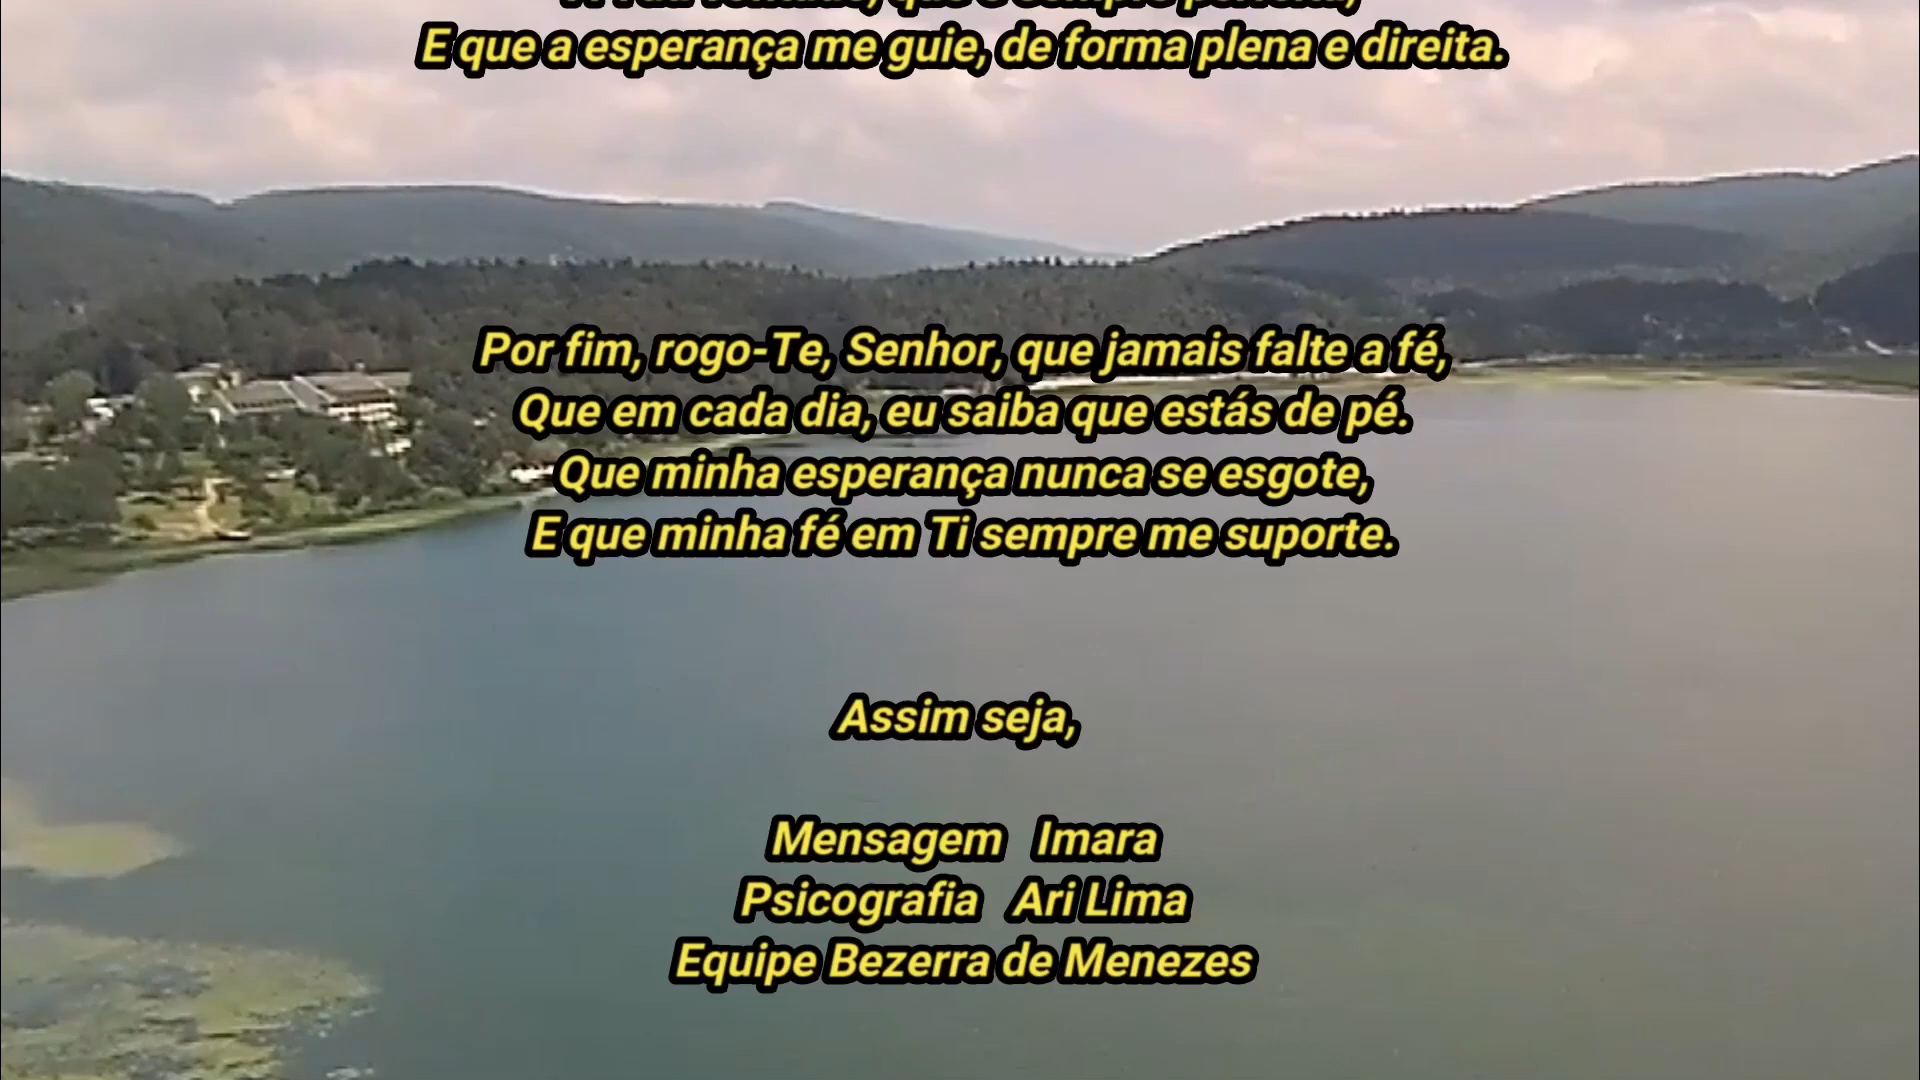 E que a esperança me guie, de forma plena e direita.
Por fim, rogo-Te, Senhor, que jamais falte a fé,
Que em cada dia, eu saiba que estás de pé.
Que minha esperança nunca se esgote,
E que minha fé em Ti sempre me suporte.
Assim seja,
Mensagem Imara
Psicografia Ari Lima
Equipe Bezerra de Menezes